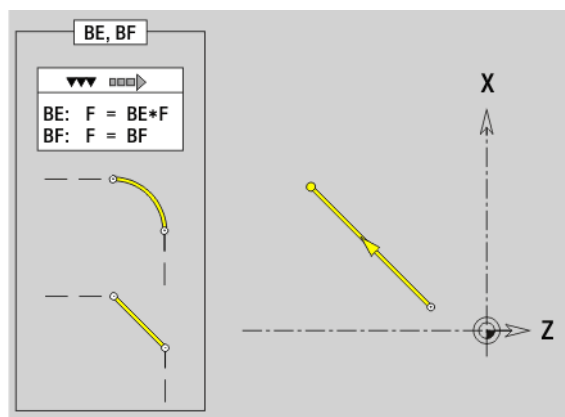 BE, BF
BE: F = BE*F
BF: F = BF
X
Z